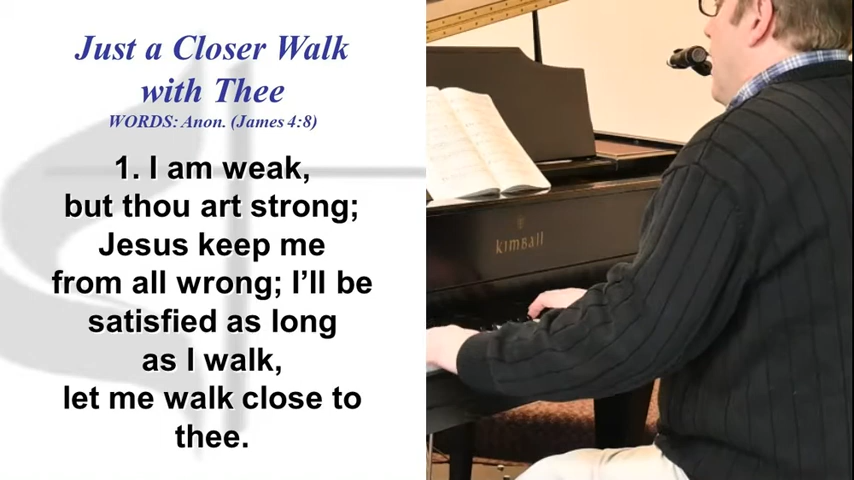 Just a Closer Walk
with Thee
WORDS: Anon. (James 4:8)
1. I am weak,
but thou art strong;
Jesus keep me
from all wrong; I'll be
satisfied as long
as I walk,
let me walk close to
thee.
KIMBALL